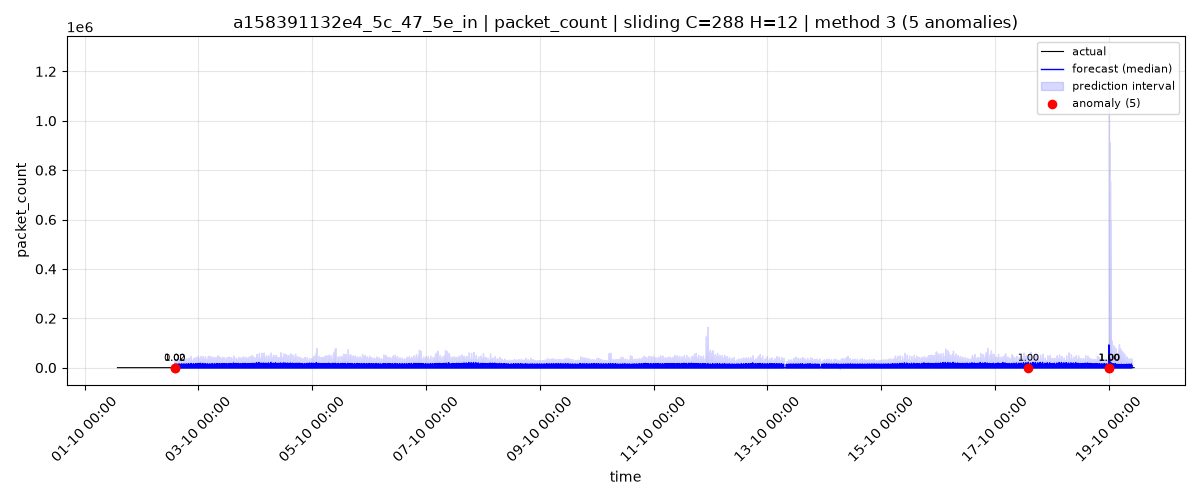 a158391132e4_5c_47_5e_in | packet_count | sliding C=288 H=12 | method 3 (5 anomalies)
1e6
actual
forecast (median)
prediction interval
anomaly (5)
1.2
1.0
0.8
0.6
0.4
0.2
0.0
packet_count
1.00
1.00
01-10 00:00
03-10 00:00
05-10 00:00
07-10 00:00
09-10 00:00
11-10 00:00
13-10 00:00
15-10 00:00
17-10 00:00
19-10 00:00
time